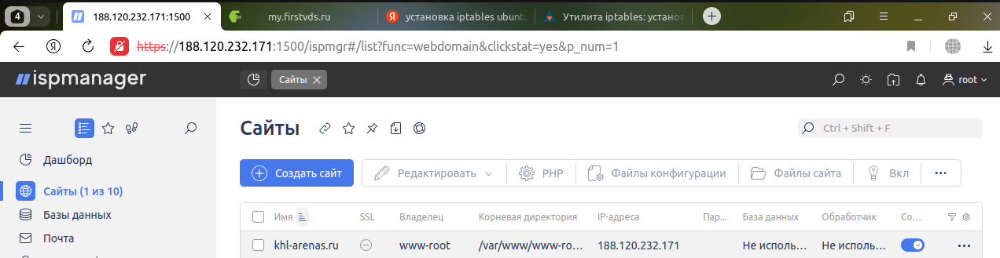 4 188.120.232.171:1500 my.firstvds.ru установка iptables ubunt Утилита iptables: установ
https://188.120.232.171:1500/ispmgr#/list?func=webdomain&clickstat=yes&p_num=1
ispmanager Сайты root
Сайты Ctrl + Shift + F
Дашборд
Создать сайт Редактировать PHP Файлы конфигурации Файлы сайта Вкл ...
Сайты (1 из 10)
Базы данных Имя SSL Владелец Корневая директория IP-адреса Пар... База данных Обработчик Со...
Почта khl-arenas.ru www-root /var/www/www-ro... 188.120.232.171 Не исполь... Не исполь... ...